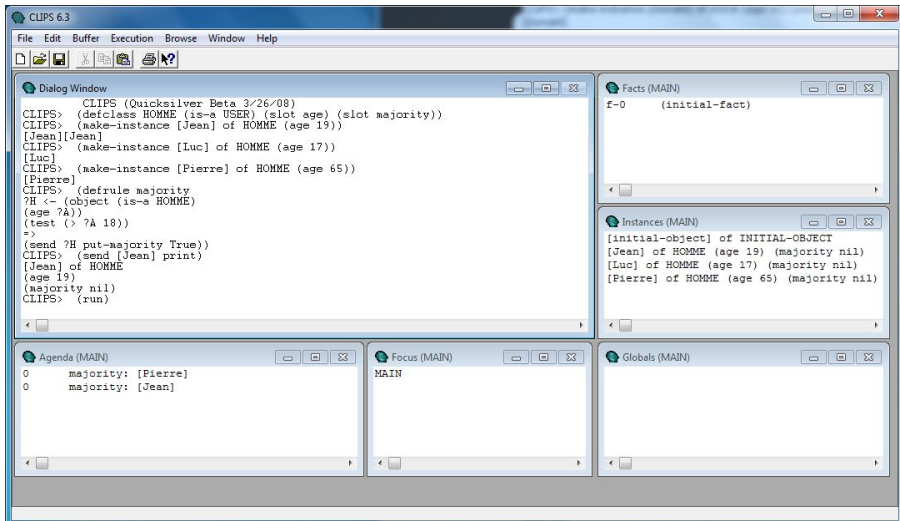 CLIPS 6.3
File Edit Buffer Execution Browse Window Help
Dialog Window
CLIPS (Quicksilver Beta 3/26/08)
CLIPS> (defclass HOMME (is-a USER) (slot age) (slot majority))
CLIPS> (make-instance [Jean] of HOMME (age 19))
[Jean][Jean]
CLIPS> (make-instance [Luc] of HOMME (age 17))
[Luc]
CLIPS> (make-instance [Pierre] of HOMME (age 65))
[Pierre]
CLIPS> (defrule majority
?H <- (object (is-a HOMME)
(age ?A))
(test (> ?A 18))
=>
(send ?H put-majority True))
CLIPS> (send [Jean] print)
[Jean] of HOMME
(age 19)
(majority nil)
CLIPS> (run)
Facts (MAIN)
f-0 (initial-fact)
Instances (MAIN)
[initial-object] of INITIAL-OBJECT
[Jean] of HOMME (age 19) (majority nil)
[Luc] of HOMME (age 17) (majority nil)
[Pierre] of HOMME (age 65) (majority nil)
Agenda (MAIN)
0 majority: [Pierre]
0 majority: [Jean]
Focus (MAIN)
MAIN
Globals (MAIN)